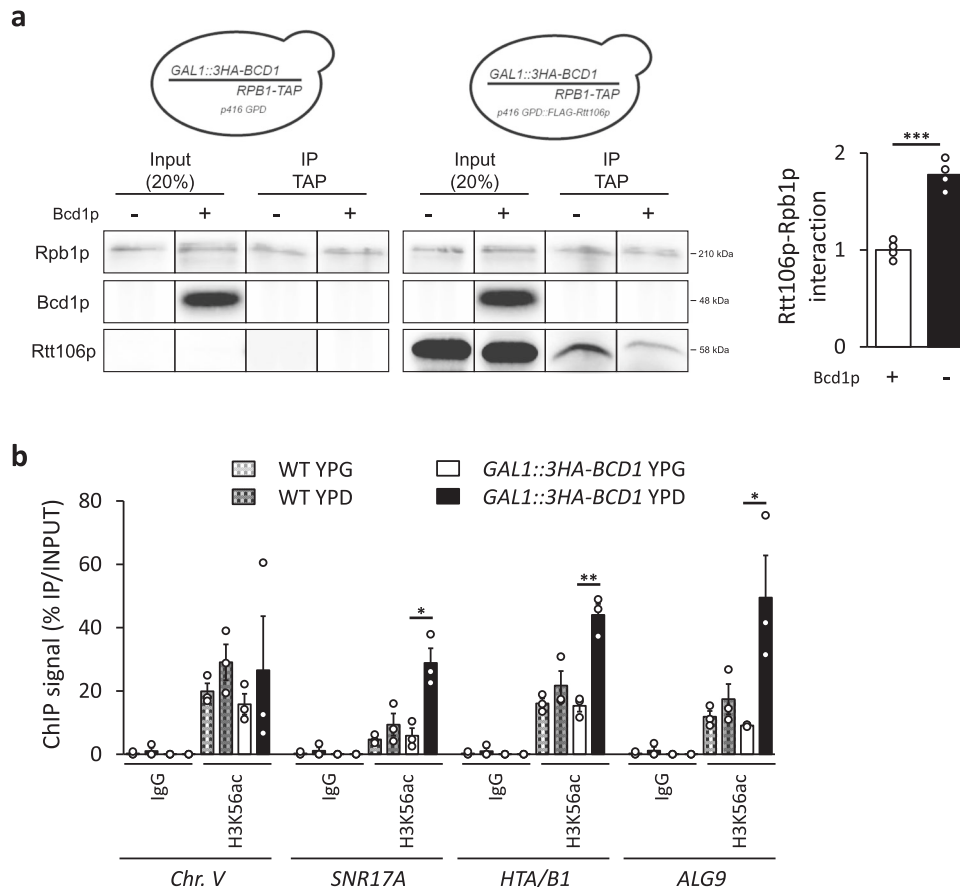 a
GAL1::3HA-BCD1
RPB1-TAP
p416 GPD
GAL1::3HA-BCD1
RPB1-TAP
p416 GPD::FLAG-Rtt106p
Input (20%)
IP TAP
Input (20%)
IP TAP
Bcd1p - + - + - + - +
Rpb1p
210 kDa
Bcd1p
48 kDa
Rtt106p
58 kDa
Rtt106p-Rpb1p interaction
2
1
0
***
Bcd1p + -
b
WT YPG
GAL1::3HA-BCD1 YPG
WT YPD
GAL1::3HA-BCD1 YPD
ChIP signal (% IP/INPUT)
80
60
40
20
0
*
**
*
IgG
H3K56ac
IgG
H3K56ac
IgG
H3K56ac
IgG
H3K56ac
Chr. V
SNR17A
HTA/B1
ALG9